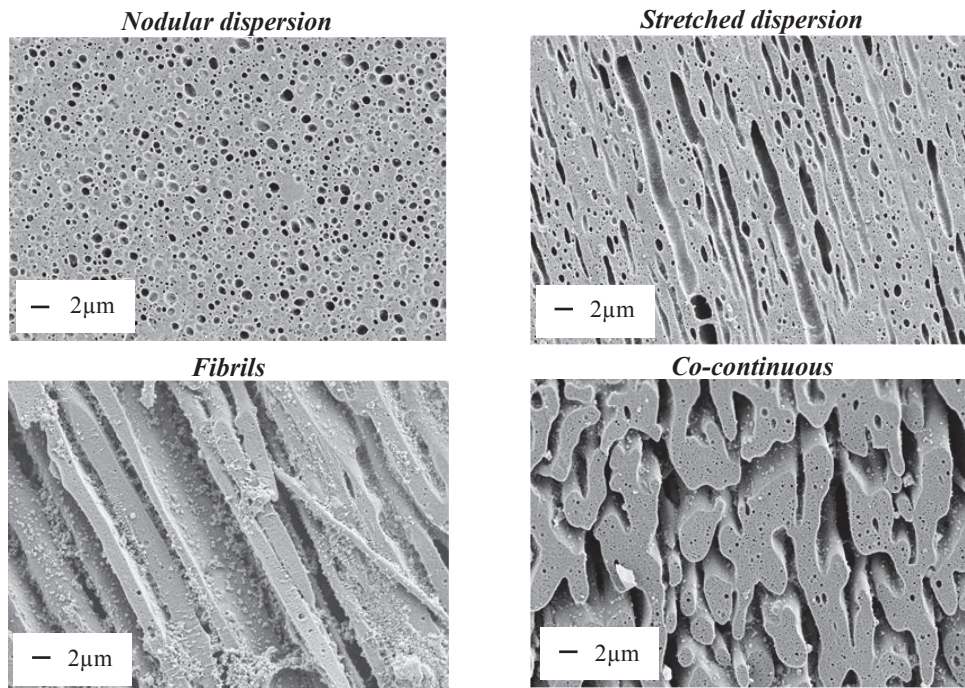 Nodular dispersion
Stretched dispersion
2µm
2µm
Fibrils
Co-continuous
2µm
2µm